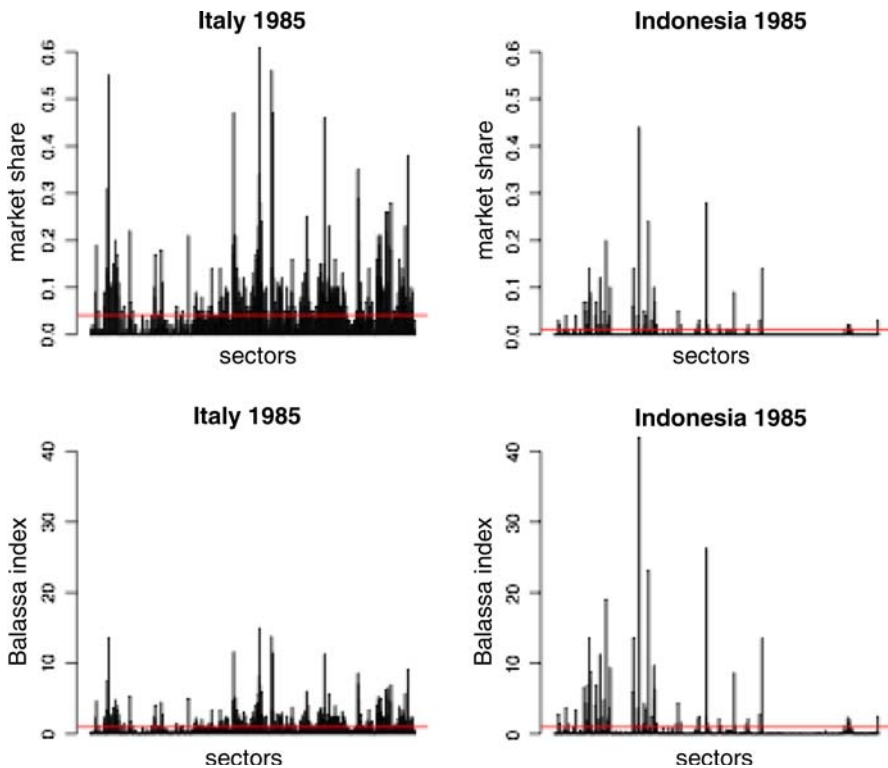 Italy 1985
Indonesia 1985
market share
0.0 0.1 0.2 0.3 0.4 0.5 0.6
sectors
market share
0.0 0.1 0.2 0.3 0.4 0.5 0.6
sectors
Italy 1985
Indonesia 1985
Balassa index
0 10 20 30 40
sectors
Balassa index
0 10 20 30 40
sectors